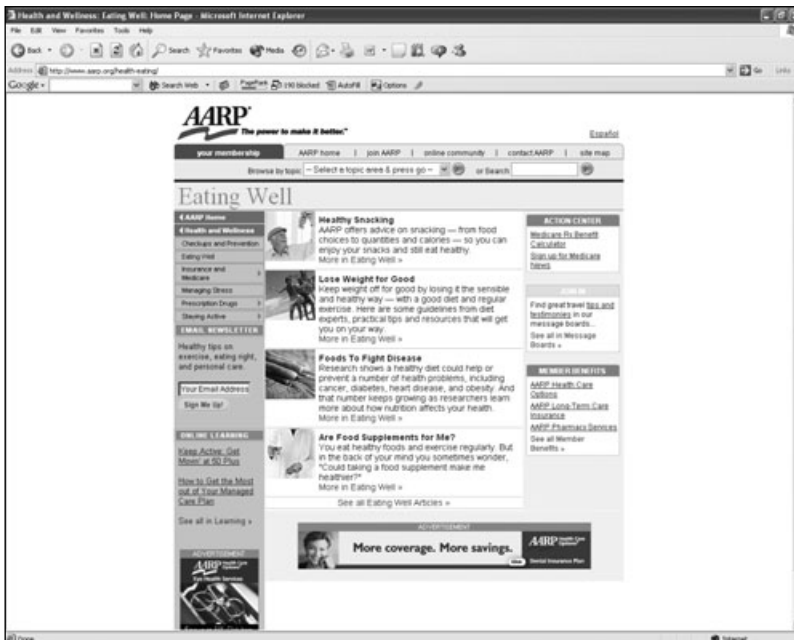 Health and Wellness: Eating Well: Home Page - Microsoft Internet Explorer
File Edit View Favorites Tools Help
Back Search Favorites Media
Address http://www.aarp.org/health-eating/ Go Links
Google Search Web PageRank 190 blocked AutoFill Options
AARP
The power to make it better.™
Español
your membership AARP home | join AARP | online community | contact AARP | site map
Browse by topic -- Select a topic area & press go -- or Search
Eating Well
AARP Home
Health and Wellness
Checkups and Prevention
Eating Well
Insurance and
Medicare
Managing Stress
Prescription Drugs
Staying Active
EMAIL NEWSLETTER
Healthy tips on
exercise, eating right,
and personal care.
Your Email Address
Sign Me Up!
ONLINE LEARNING
Keep Active: Get
Movin' at 50 Plus
How to Get the Most
out of Your Managed
Care Plan
See all in Learning »
ADVERTISEMENT
AARP Health Care Options
Eye Health Services
Healthy Snacking
AARP offers advice on snacking — from food
choices to quantities and calories — so you can
enjoy your snacks and still eat healthy.
More in Eating Well »
Lose Weight for Good
Keep weight off for good by losing it the sensible
and healthy way — with a good diet and regular
exercise. Here are some guidelines from diet
experts, practical tips and resources that will get
you on your way.
More in Eating Well »
Foods To Fight Disease
Research shows a healthy diet could help or
prevent a number of health problems, including
cancer, diabetes, heart disease, and obesity. And
that number keeps growing as researchers learn
more about how nutrition affects your health.
More in Eating Well »
Are Food Supplements for Me?
You eat healthy foods and exercise regularly. But
in the back of your mind you sometimes wonder,
"Could taking a food supplement make me
healthier?"
More in Eating Well »
See all Eating Well Articles »
ACTION CENTER
Medicare Rx Benefit
Calculator
Sign up for Medicare
News
JOIN IN
Find great travel tips and
testimonies in our
message boards...
See all in Message
Boards »
MEMBER BENEFITS
AARP Health Care
Options
AARP Long-Term Care
Insurance
AARP Pharmacy Services
See all Member
Benefits »
ADVERTISEMENT
More coverage. More savings.
AARP Health Care Options
Dental Insurance Plan
Done Internet